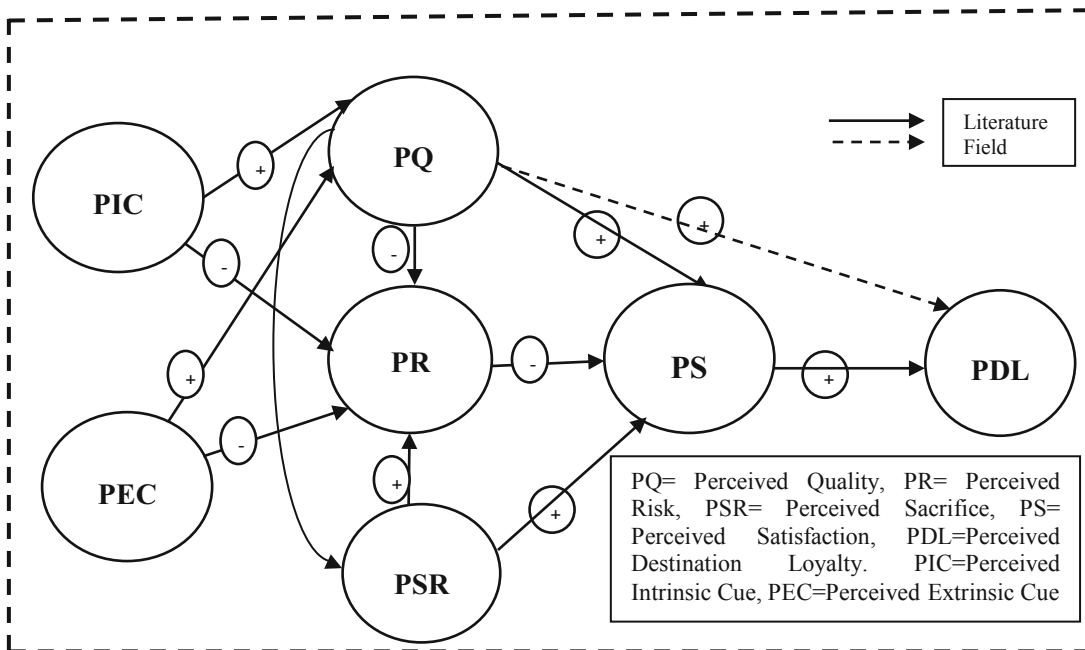 PQ
+
PIC
-
-
+
+
Literature
Field
PR
-
PS
+
PDL
+
-
PEC
+
+
PSR
PQ= Perceived Quality, PR= Perceived
Risk, PSR= Perceived Sacrifice, PS=
Perceived Satisfaction, PDL=Perceived
Destination Loyalty. PIC=Perceived
Intrinsic Cue, PEC=Perceived Extrinsic Cue